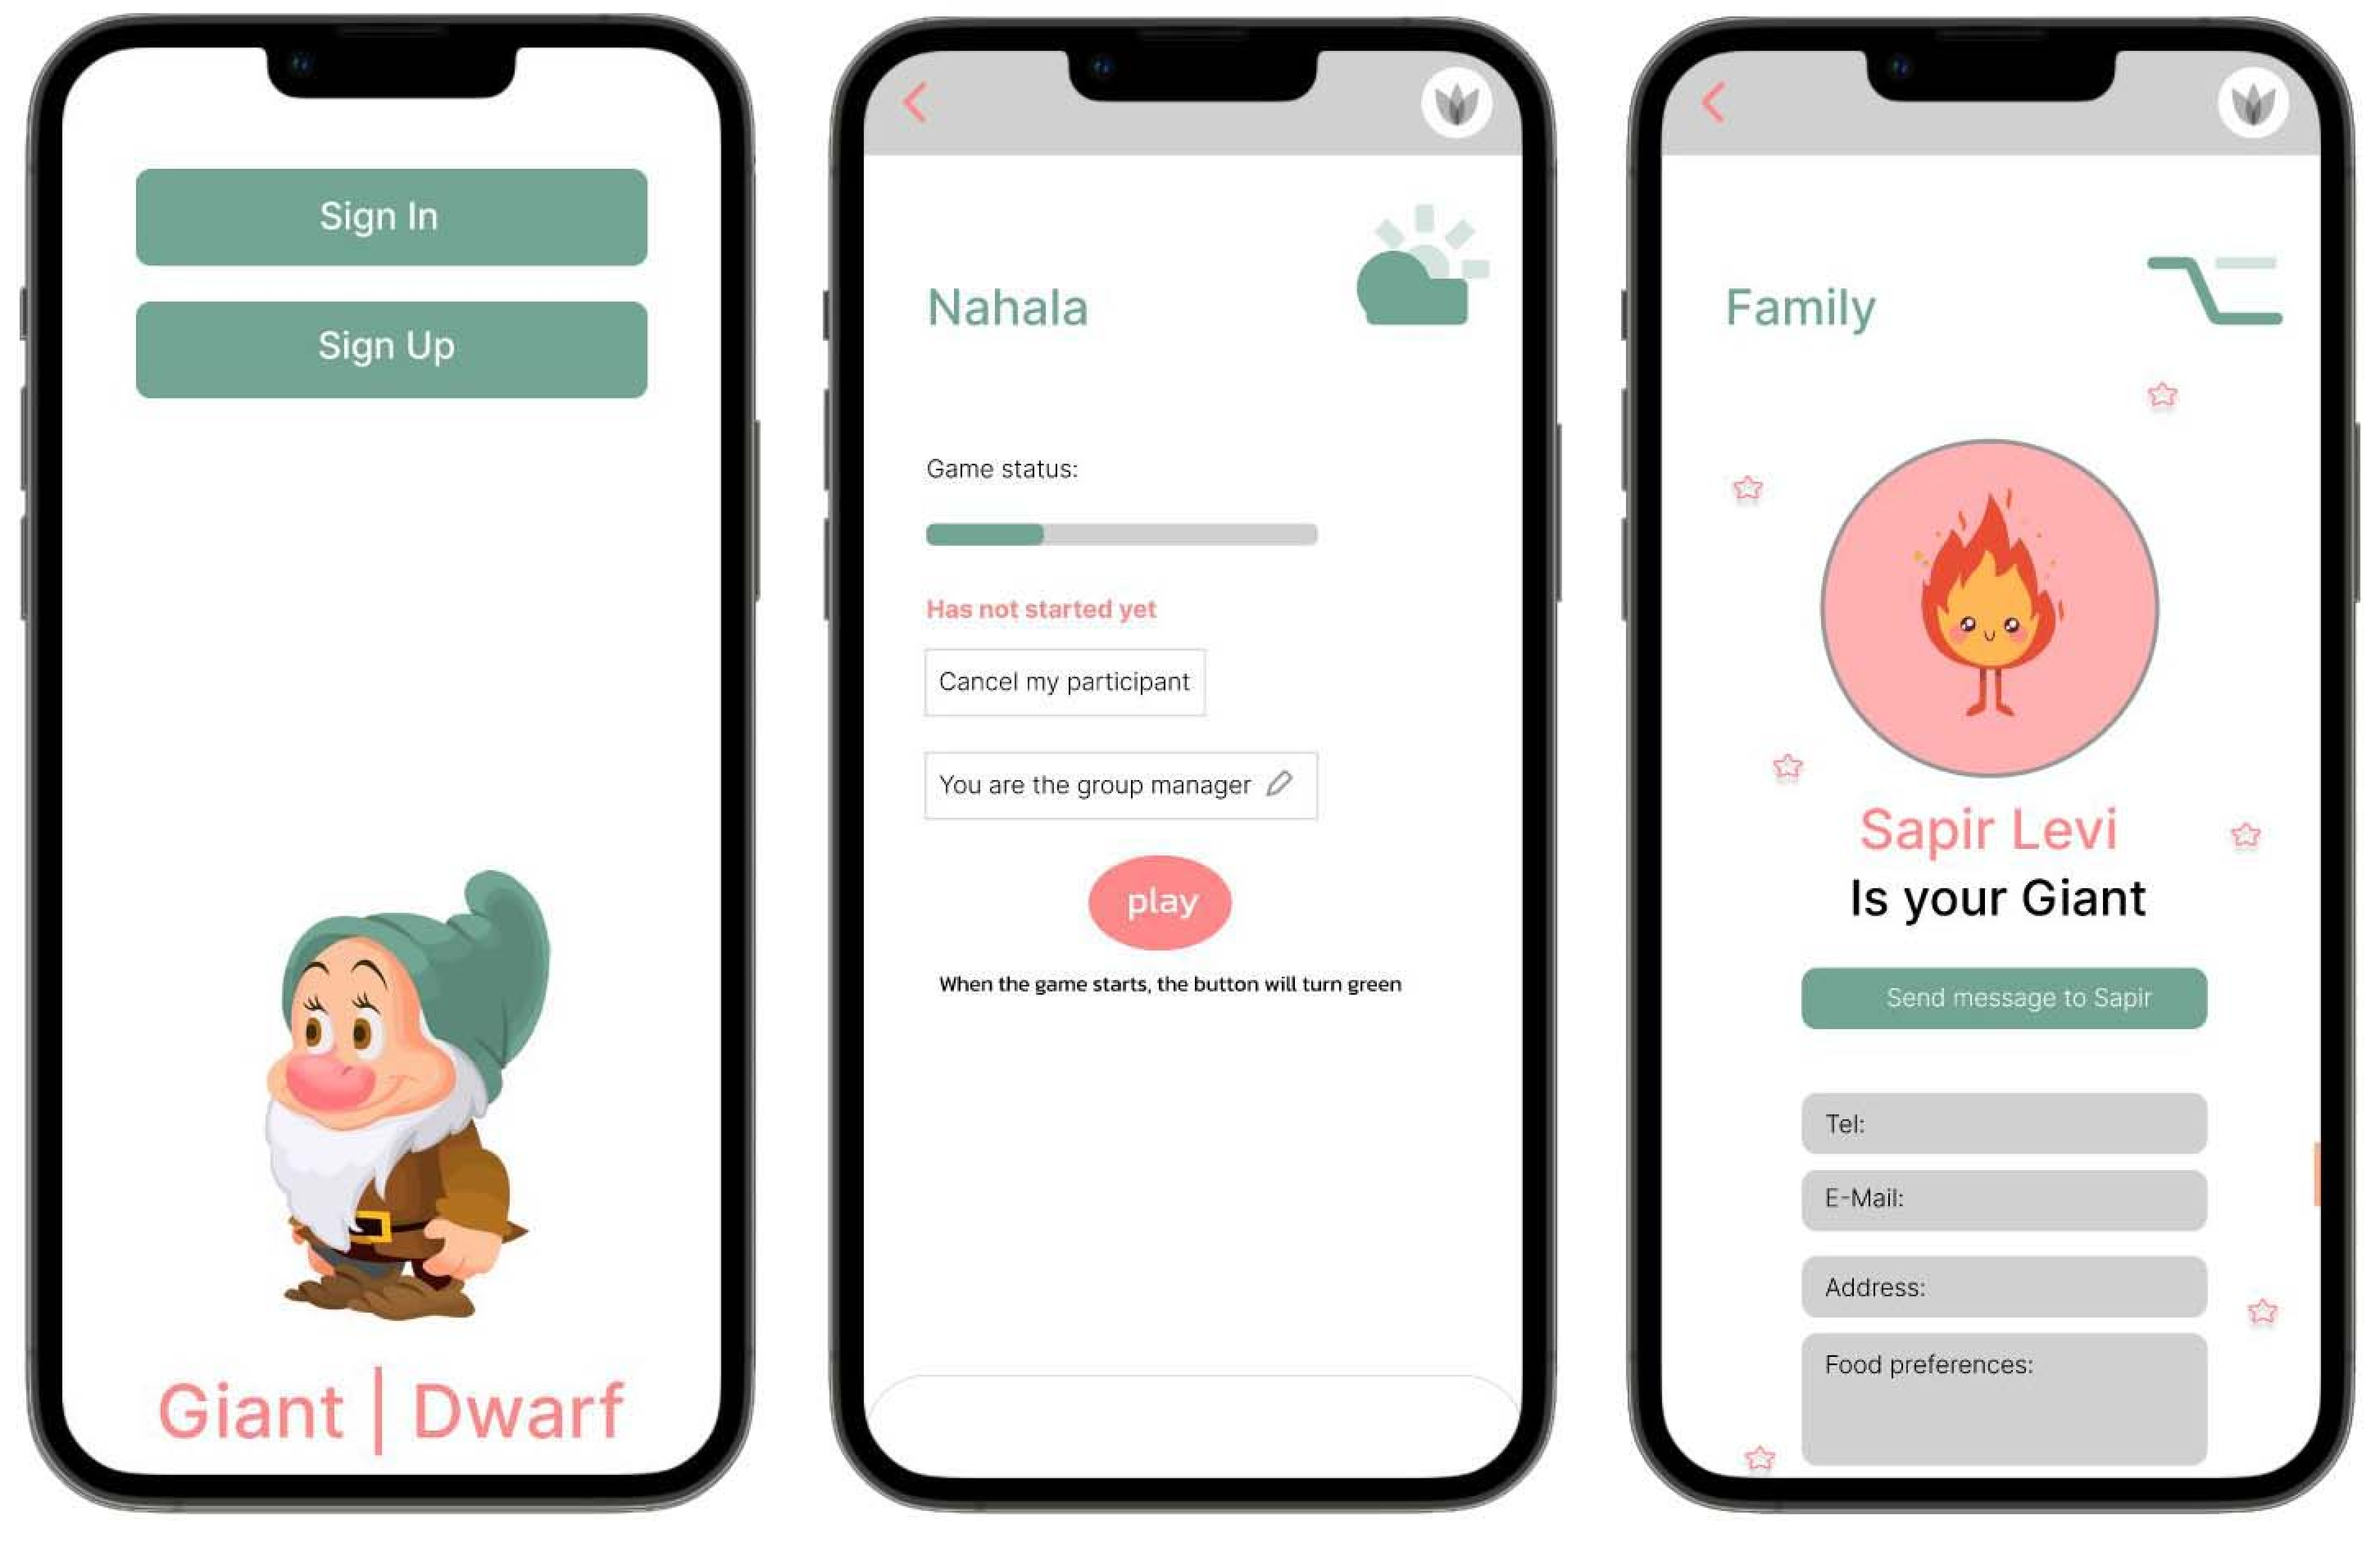 Sign In
Sign Up
Giant | Dwarf
Nahala
Game status:
Has not started yet
Cancel my participant
You are the group manager
play
When the game starts, the button will turn green
Family
Sapir Levi
Is your Giant
Send message to Sapir
Tel:
E-Mail:
Address:
Food preferences: